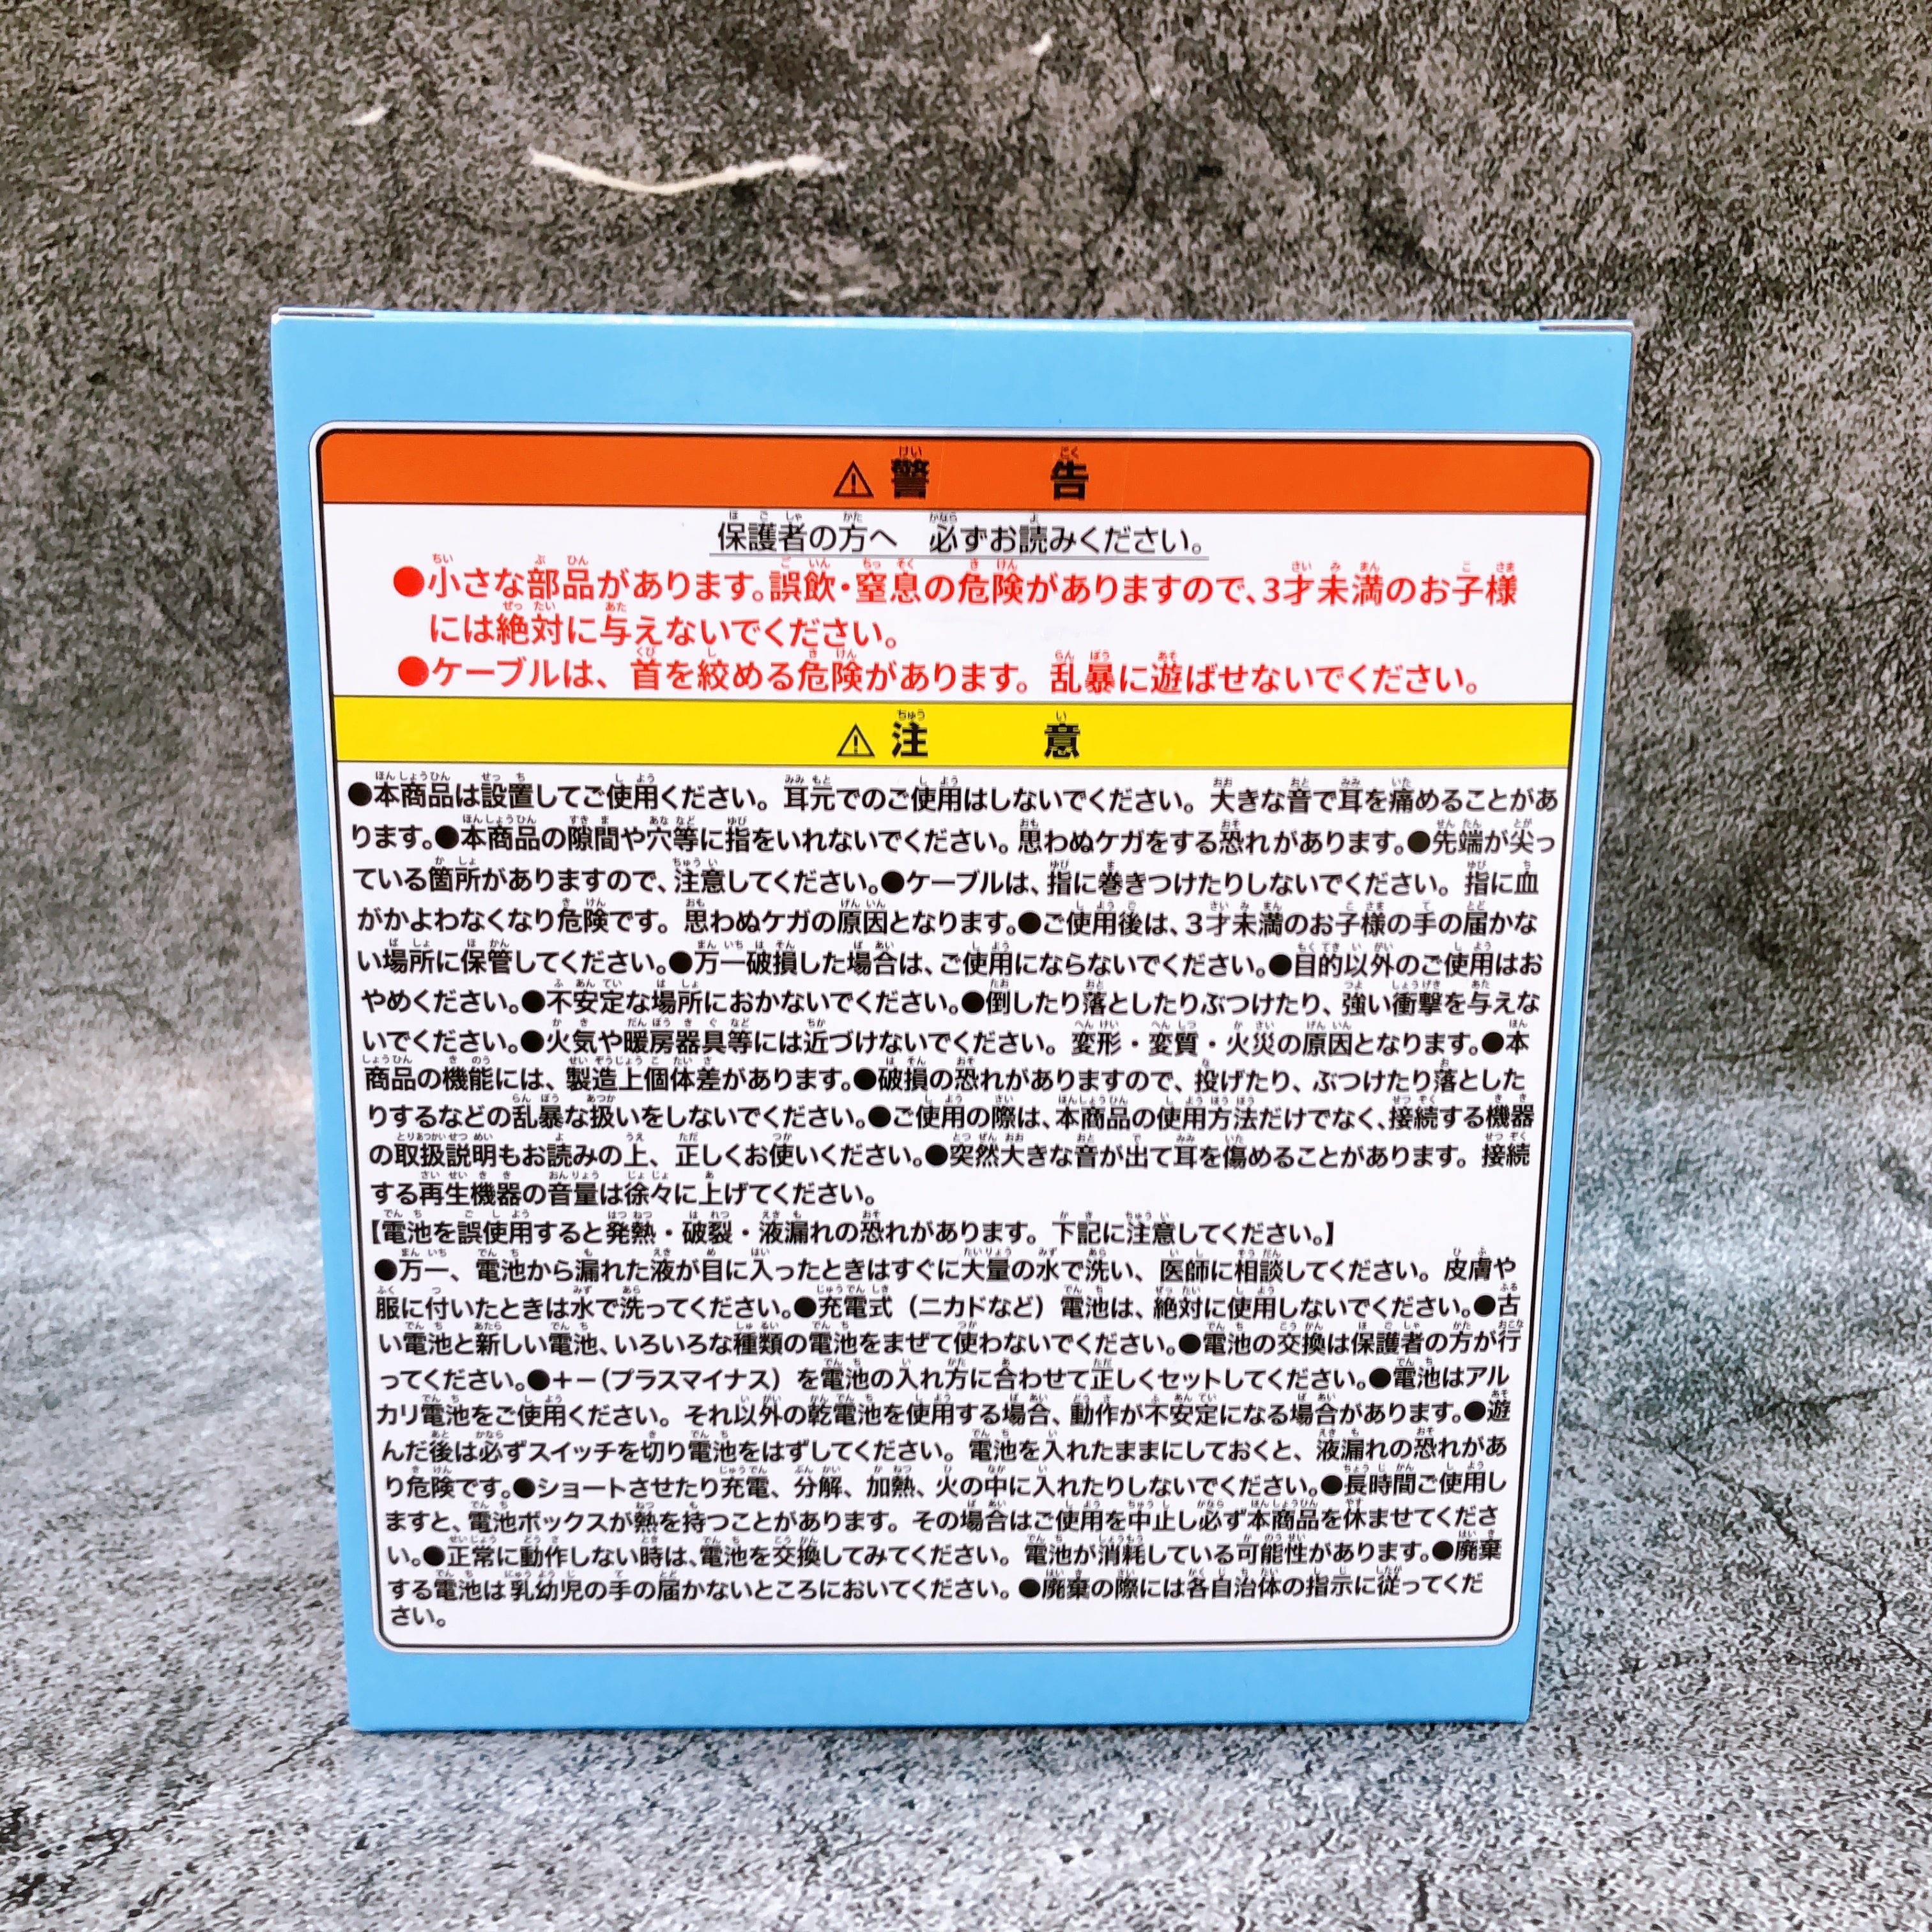 ⚠警告
保護者の方へ 必ずお読みください。
●小さな部品があります。誤飲・窒息の危険がありますので、3才未満のお子様
には絶対に与えないでください。
●ケーブルは、首を絞める危険があります。乱暴に遊ばせないでください。
⚠注意
●本商品は設置してご使用ください。耳元でのご使用はしないでください。大きな音で耳を痛めることがあ
ります。●本商品の隙間や穴等に指をいれないでください。思わぬケガをする恐れがあります。●先端が尖っ
ている箇所がありますので、注意してください。●ケーブルは、指に巻きつけたりしないでください。指に血
がかよわなくなり危険です。思わぬケガの原因となります。●ご使用後は、3才未満のお子様の手の届かな
い場所に保管してください。●万一破損した場合は、ご使用にならないでください。●目的以外のご使用はお
やめください。●不安定な場所におかないでください。●倒したり落としたりぶつけたり、強い衝撃を与えな
いでください。●火気や暖房器具等には近づけないでください。変形・変質・火災の原因となります。●本
商品の機能には、製造上個体差があります。●破損の恐れがありますので、投げたり、ぶつけたり落とした
りするなどの乱暴な扱いをしないでください。●ご使用の際は、本商品の使用方法だけでなく、接続する機器
の取扱説明もお読みの上、正しくお使いください。●突然大きな音が出て耳を傷めることがあります。接続
する再生機器の音量は徐々に上げてください。
【電池を誤使用すると発熱・破裂・液漏れの恐れがあります。下記に注意してください。】
●万一、電池から漏れた液が目に入ったときはすぐに大量の水で洗い、医師に相談してください。皮膚や
服に付いたときは水で洗ってください。●充電式（ニカドなど）電池は、絶対に使用しないでください。●古
い電池と新しい電池、いろいろな種類の電池をまぜて使わないでください。●電池の交換は保護者の方が行
ってください。●＋－（プラスマイナス）を電池の入れ方に合わせて正しくセットしてください。●電池はアル
カリ電池をご使用ください。それ以外の乾電池を使用する場合、動作が不安定になる場合があります。●遊
んだ後は必ずスイッチを切り電池をはずしてください。電池を入れたままにしておくと、液漏れの恐れがあ
り危険です。●ショートさせたり充電、分解、加熱、火の中に入れたりしないでください。●長時間ご使用し
ますと、電池ボックスが熱を持つことがあります。その場合はご使用を中止し必ず本商品を休ませてくださ
い。●正常に動作しない時は、電池を交換してみてください。電池が消耗している可能性があります。●廃棄
する電池は乳幼児の手の届かないところにおいてください。●廃棄の際には各自治体の指示に従ってくだ
さい。